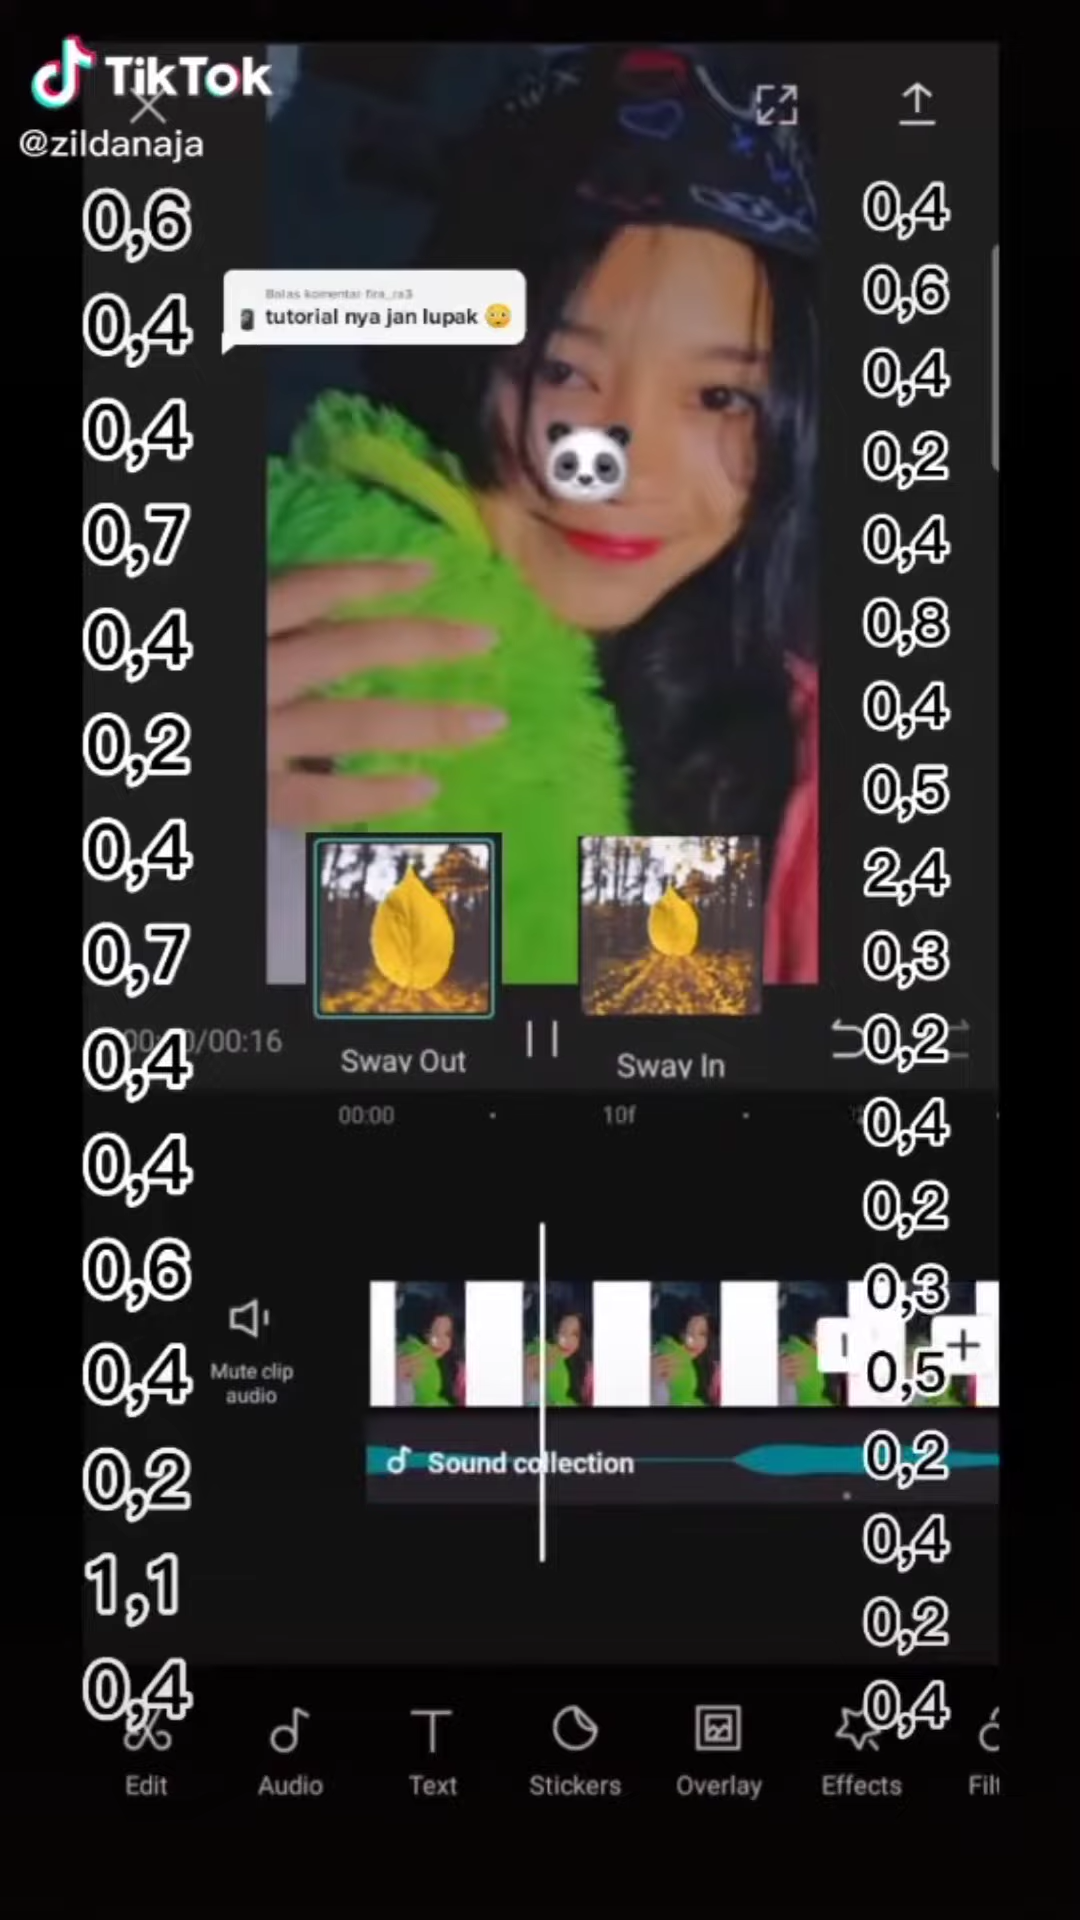 TikTok
@zildanaja
0,6
0,4
0,4
0,7
0,4
0,2
0,4
0,7
0,4
0,4
0,6
0,4
0,2
1,1
0,4
Balas komentar fira_ra3
tutorial nya jan lupak 😳
0,4
0,6
0,4
0,2
0,4
0,8
0,4
0,5
2,4
0,3
0,2
0,4
0,2
0,3
0,5
0,2
0,4
0,2
0,4
/00:16
Sway Out
Sway In
00:00
10f
Mute clip
audio
Sound collection
Edit
Audio
Text
Stickers
Overlay
Effects